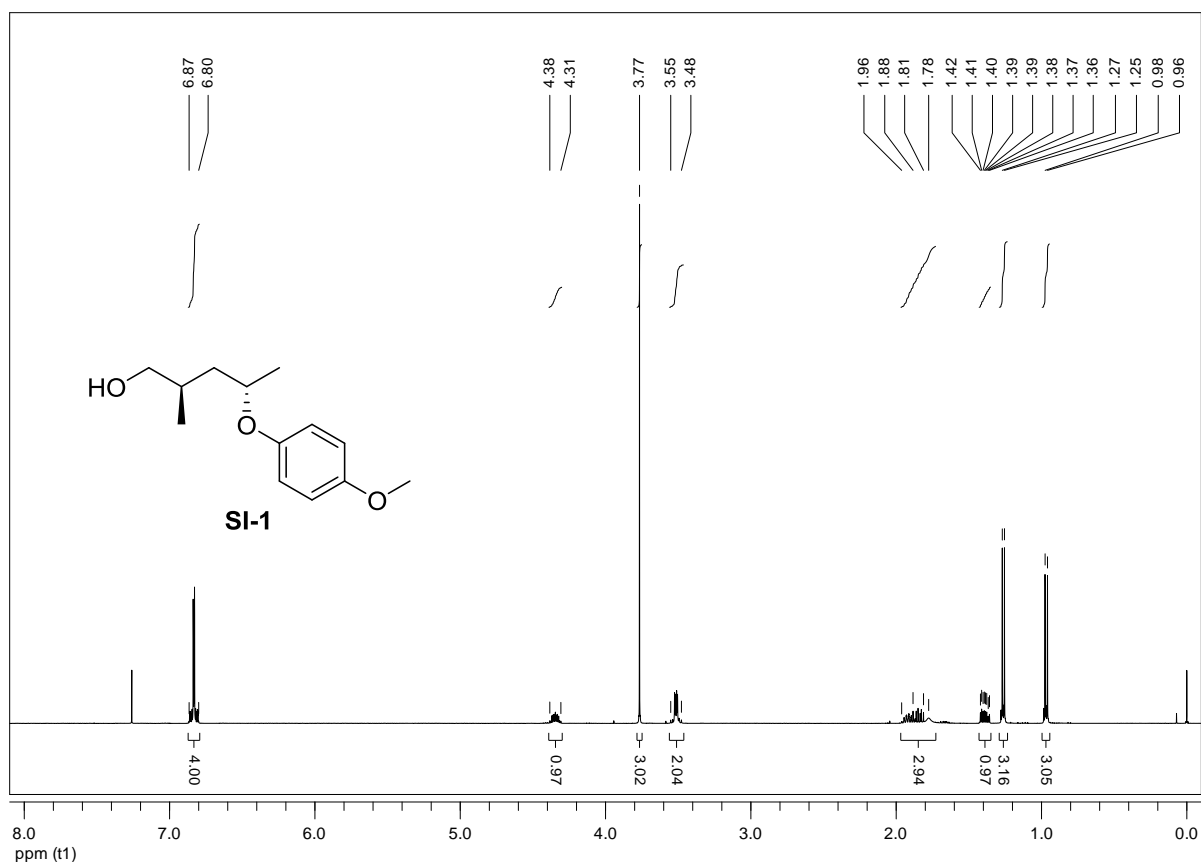 6.87 6.80 4.38 4.31 3.77 3.55 3.48 1.96 1.88 1.81 1.78 1.42 1.41 1.40 1.39 1.39 1.38 1.37 1.36 1.27 1.25 0.98 0.96
HO
O
O
SI-1
4.00 0.97 3.02 2.04 2.94 0.97 3.16 3.05
8.0 7.0 6.0 5.0 4.0 3.0 2.0 1.0 0.0
ppm (t1)